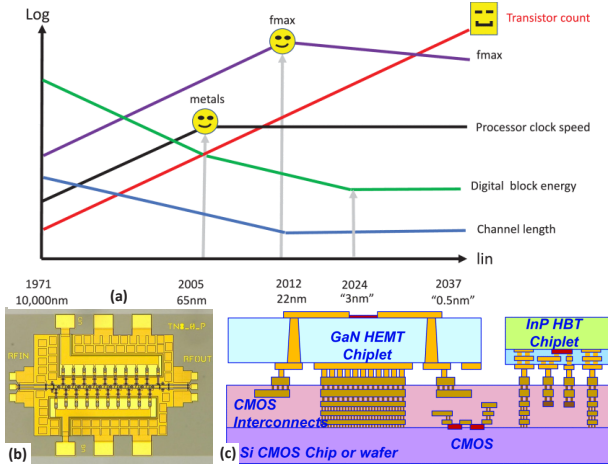 Log
Transistor count
fmax
fmax
metals
Processor clock speed
Digital block energy
Channel length
lin
1971
10,000nm
(a)
2005
65nm
2012
22nm
2024
“3nm”
2037
“0.5nm”
RFIN
RFOUT
(b)
(c)
GaN HEMT
Chiplet
InP HBT
Chiplet
CMOS
Interconnects
CMOS
Si CMOS Chip or wafer